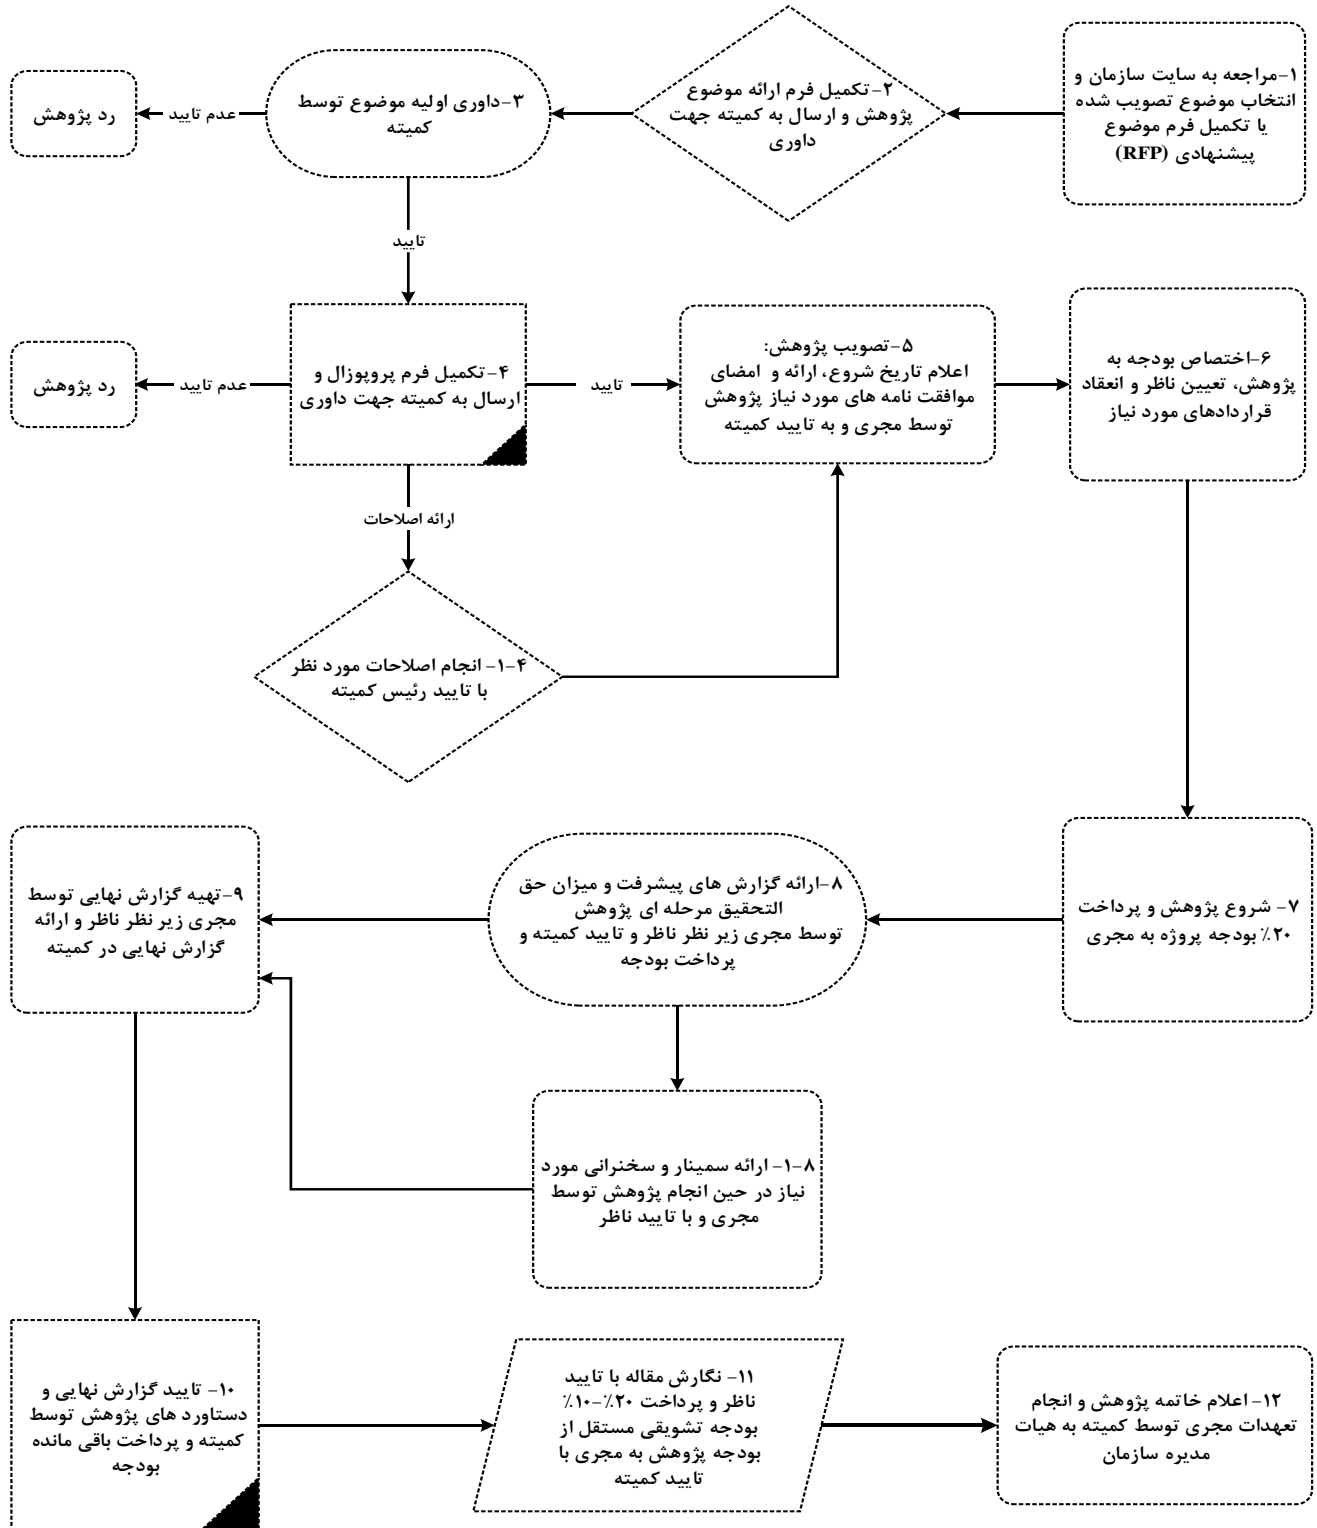 ۱-مراجعه به سایت سازمان و
انتخاب موضوع تصویب شده
یا تکمیل فرم موضوع
پیشنهادی (RFP)
۲-تکمیل فرم ارائه موضوع
پژوهش و ارسال به کمیته جهت
داوری
۳-داوری اولیه موضوع توسط
کمیته
عدم تایید
رد پژوهش
تایید
۴-تکمیل فرم پروپوزال و
ارسال به کمیته جهت داوری
عدم تایید
رد پژوهش
تایید
۵-تصویب پژوهش:
اعلام تاریخ شروع، ارائه و امضای
موافقت نامه های مورد نیاز پژوهش
توسط مجری و به تایید کمیته
۶-اختصاص بودجه به
پژوهش، تعیین ناظر و انعقاد
قراردادهای مورد نیاز
ارائه اصلاحات
۴-۱- انجام اصلاحات مورد نظر
با تایید رئیس کمیته
۷- شروع پژوهش و پرداخت
۲۰٪ بودجه پروژه به مجری
۸-ارائه گزارش های پیشرفت و میزان حق
التحقیق مرحله ای پژوهش
توسط مجری زیر نظر ناظر و تایید کمیته و
پرداخت بودجه
۹-تهیه گزارش نهایی توسط
مجری زیر نظر ناظر و ارائه
گزارش نهایی در کمیته
۸-۱- ارائه سمینار و سخنرانی مورد
نیاز در حین انجام پژوهش توسط
مجری و با تایید ناظر
۱۰- تایید گزارش نهایی و
دستاورد های پژوهش توسط
کمیته و پرداخت باقی مانده
بودجه
۱۱- نگارش مقاله با تایید
ناظر و پرداخت ۲۰٪-۱۰٪
بودجه تشویقی مستقل از
بودجه پژوهش به مجری با
تایید کمیته
۱۲- اعلام خاتمه پژوهش و انجام
تعهدات مجری توسط کمیته به هیات
مدیره سازمان